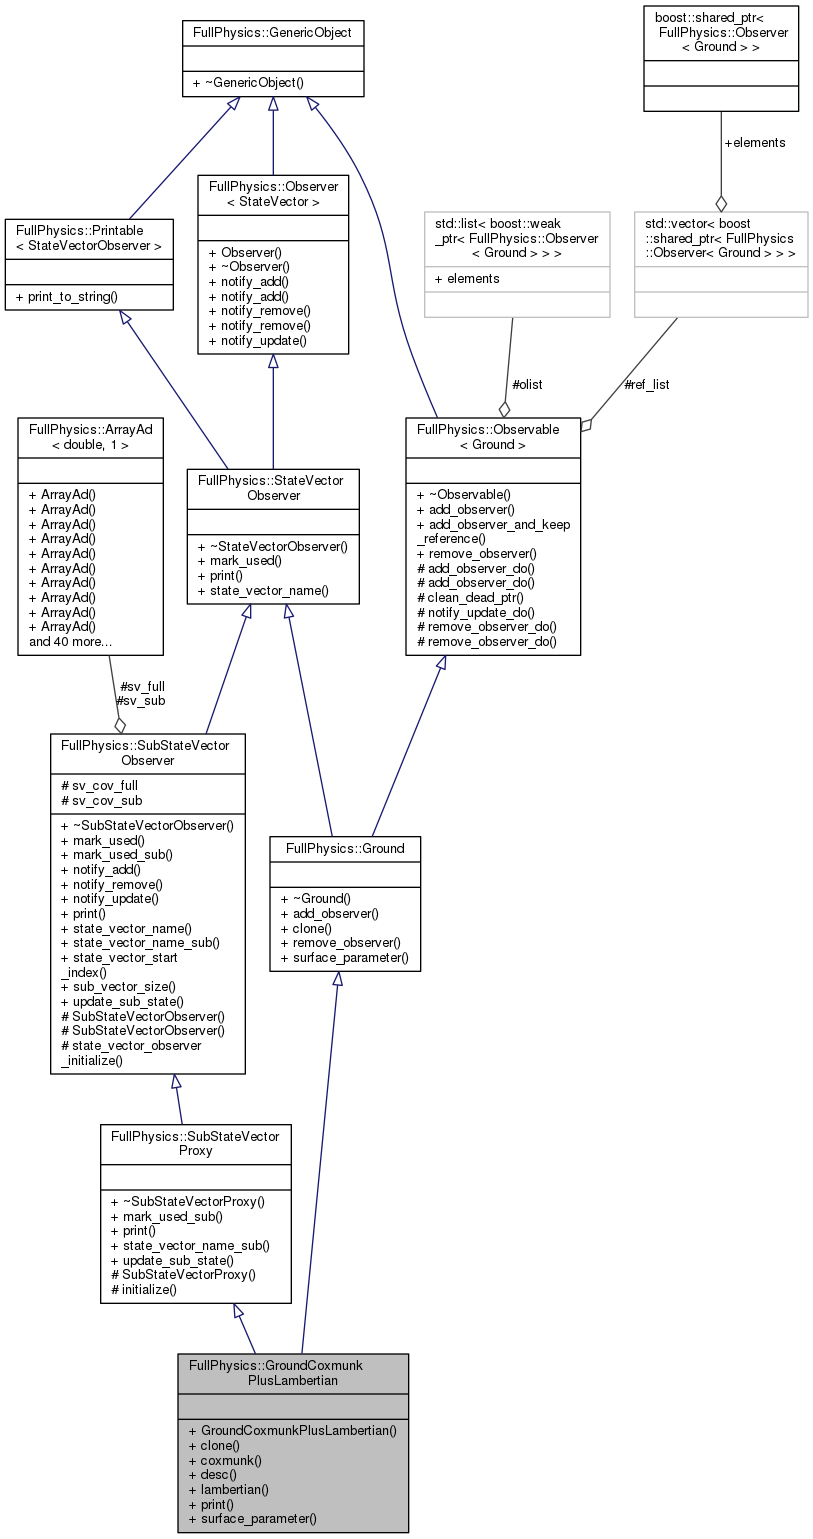 FullPhysics::GenericObject
+ ~GenericObject()
boost::shared_ptr<
FullPhysics::Observer
< Ground > >
+elements
FullPhysics::Printable
< StateVectorObserver >
+ print_to_string()
FullPhysics::Observer
< StateVector >
+ Observer()
+ ~Observer()
+ notify_add()
+ notify_add()
+ notify_remove()
+ notify_remove()
+ notify_update()
std::list< boost::weak
_ptr< FullPhysics::Observer
< Ground > > >
+ elements
std::vector< boost
::shared_ptr< FullPhysics
::Observer< Ground > > >
#olist
#ref_list
FullPhysics::ArrayAd
< double, 1 >
+ ArrayAd()
+ ArrayAd()
+ ArrayAd()
+ ArrayAd()
+ ArrayAd()
+ ArrayAd()
+ ArrayAd()
+ ArrayAd()
+ ArrayAd()
+ ArrayAd()
and 40 more...
FullPhysics::StateVector
Observer
+ ~StateVectorObserver()
+ mark_used()
+ print()
+ state_vector_name()
FullPhysics::Observable
< Ground >
+ ~Observable()
+ add_observer()
+ add_observer_and_keep
_reference()
+ remove_observer()
# add_observer_do()
# add_observer_do()
# clean_dead_ptr()
# notify_update_do()
# remove_observer_do()
# remove_observer_do()
#sv_full
#sv_sub
FullPhysics::SubStateVector
Observer
# sv_cov_full
# sv_cov_sub
+ ~SubStateVectorObserver()
+ mark_used()
+ mark_used_sub()
+ notify_add()
+ notify_remove()
+ notify_update()
+ print()
+ state_vector_name()
+ state_vector_name_sub()
+ state_vector_start
_index()
+ sub_vector_size()
+ update_sub_state()
# SubStateVectorObserver()
# SubStateVectorObserver()
# state_vector_observer
_initialize()
FullPhysics::Ground
+ ~Ground()
+ add_observer()
+ clone()
+ remove_observer()
+ surface_parameter()
FullPhysics::SubStateVector
Proxy
+ ~SubStateVectorProxy()
+ mark_used_sub()
+ print()
+ state_vector_name_sub()
+ update_sub_state()
# SubStateVectorProxy()
# initialize()
FullPhysics::GroundCoxmunk
PlusLambertian
+ GroundCoxmunkPlusLambertian()
+ clone()
+ coxmunk()
+ desc()
+ lambertian()
+ print()
+ surface_parameter()